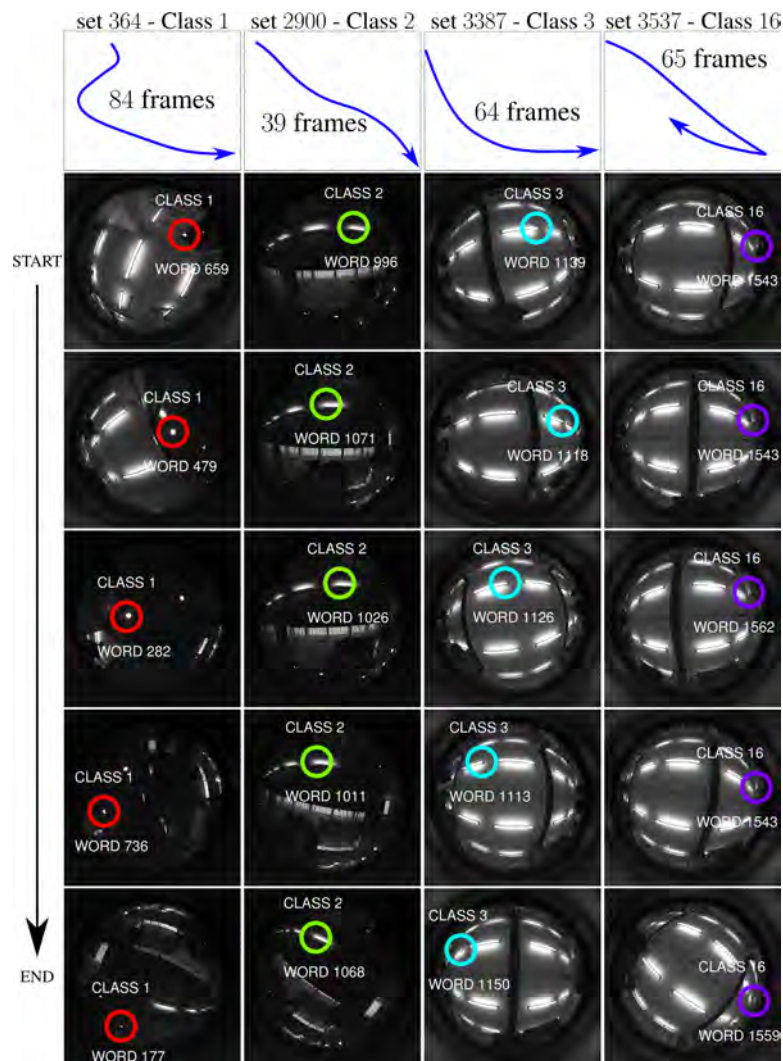 set 364 - Class 1 set 2900 - Class 2 set 3387 - Class 3 set 3537 - Class 16
84 frames 39 frames 64 frames 65 frames
START
CLASS 1 CLASS 2 CLASS 3 CLASS 16
WORD 659 WORD 996 WORD 1139 WORD 1543
CLASS 1 CLASS 2 CLASS 3 CLASS 16
WORD 479 WORD 1071 WORD 1118 WORD 1543
CLASS 1 CLASS 2 CLASS 3 CLASS 16
WORD 282 WORD 1026 WORD 1126 WORD 1562
CLASS 1 CLASS 2 CLASS 3 CLASS 16
WORD 736 WORD 1011 WORD 1113 WORD 1543
CLASS 1 CLASS 2 CLASS 3 CLASS 16
WORD 177 WORD 1068 WORD 1150 WORD 1559
END